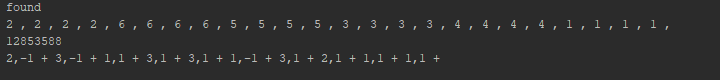 found
2 , 2 , 2 , 2 , 6 , 6 , 6 , 6 , 5 , 5 , 5 , 5 , 3 , 3 , 3 , 3 , 4 , 4 , 4 , 4 , 1 , 1 , 1 , 1 ,
12853588
2,-1 + 3,-1 + 1,1 + 3,1 + 3,1 + 1,-1 + 3,1 + 2,1 + 1,1 + 1,1 +